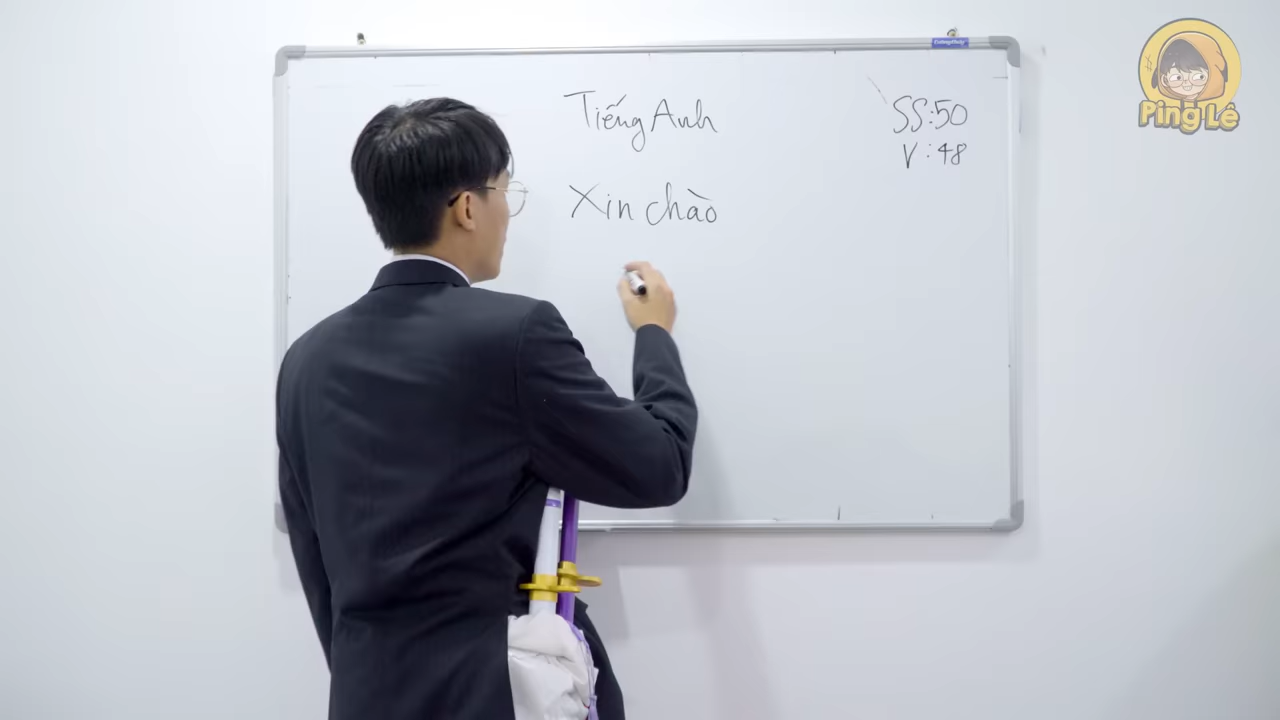 Tiếng Anh
SS:50
V:48
Xin chào
Ping Lê